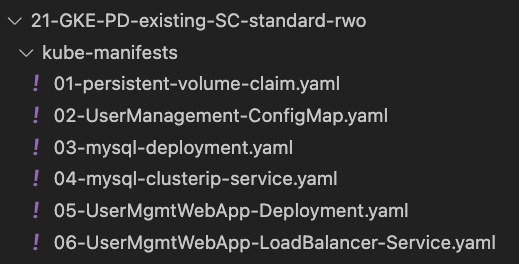 21-GKE-PD-existing-SC-standard-rwo
kube-manifests
! 01-persistent-volume-claim.yaml
! 02-UserManagement-ConfigMap.yaml
! 03-mysql-deployment.yaml
! 04-mysql-clusterip-service.yaml
! 05-UserMgmtWebApp-Deployment.yaml
! 06-UserMgmtWebApp-LoadBalancer-Service.yaml